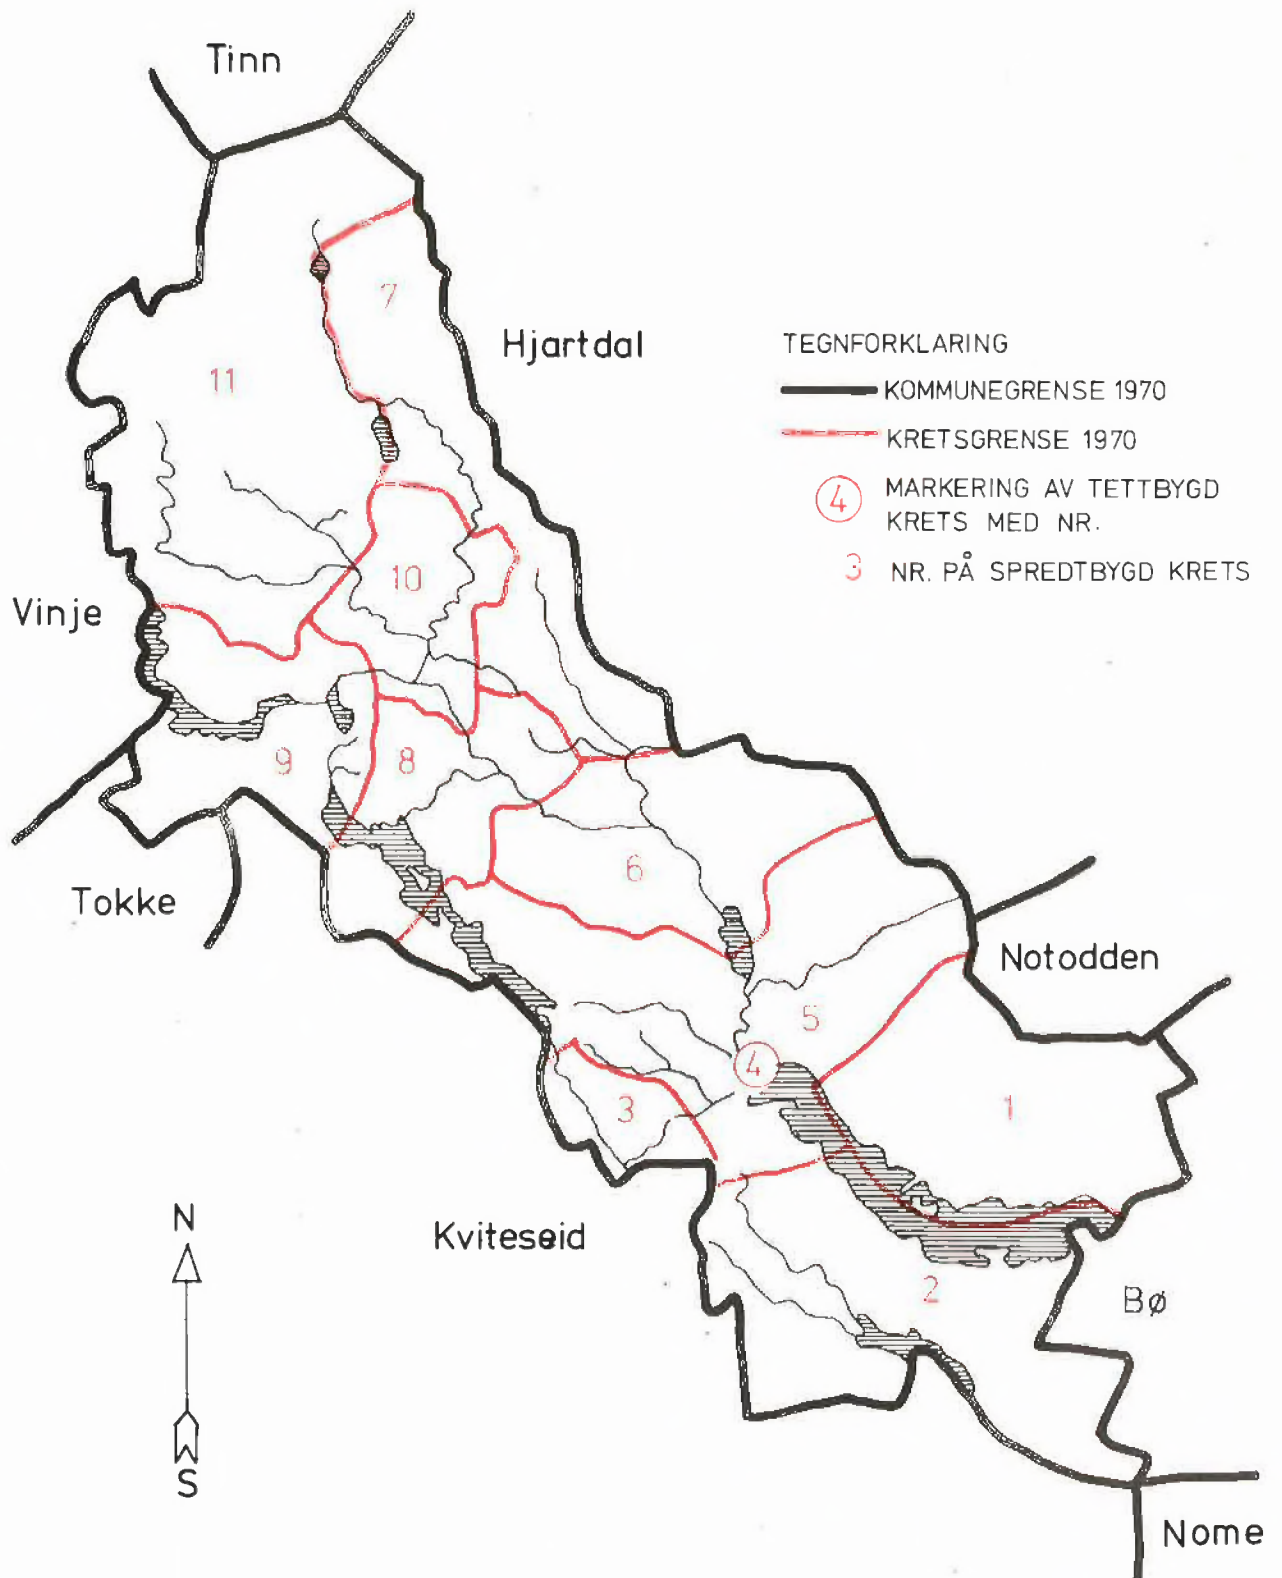 Tinn
7
Hjartdal
11
TEGNFORKLARING
KOMMUNEGRENSE 1970
KRETSGRENSE 1970
4 MARKERING AV TETTBYGD
KRETS MED NR.
3 NR. PÅ SPREDTBYGD KRETS
10
Vinje
9
8
6
Tokke
Notodden
5
4
3
1
Kviteseid
N
2
Bø
S
Nome